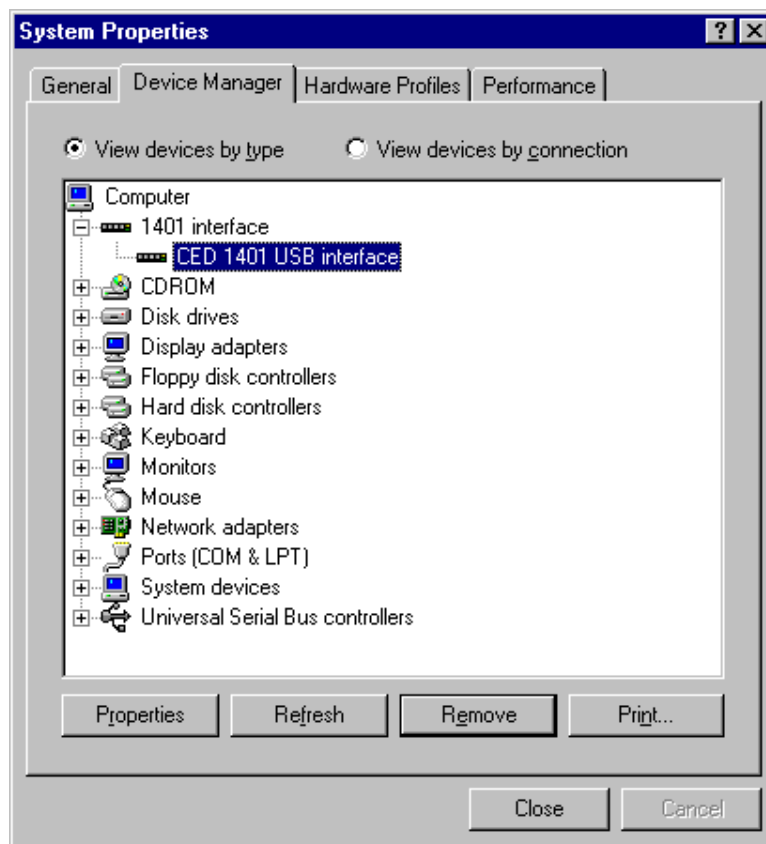 System Properties
General Device Manager Hardware Profiles Performance
View devices by type View devices by connection
Computer
1401 interface
CED 1401 USB interface
CDROM
Disk drives
Display adapters
Floppy disk controllers
Hard disk controllers
Keyboard
Monitors
Mouse
Network adapters
Ports (COM & LPT)
System devices
Universal Serial Bus controllers
Properties Refresh Remove Print...
Close Cancel